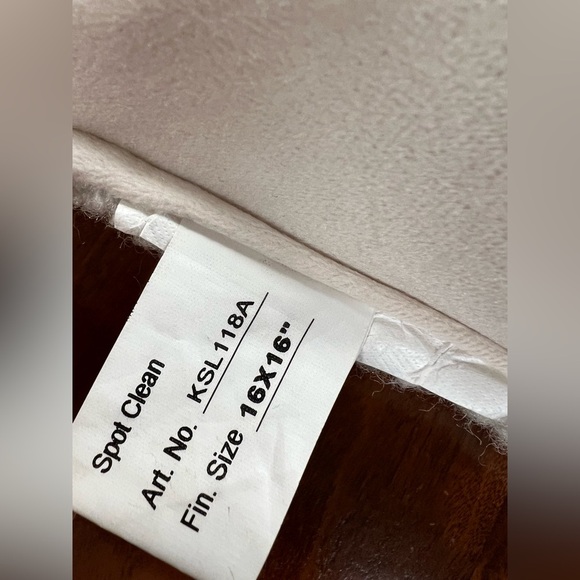 Spot Clean
Art. No. KSL118A
Fin. Size 16X16"